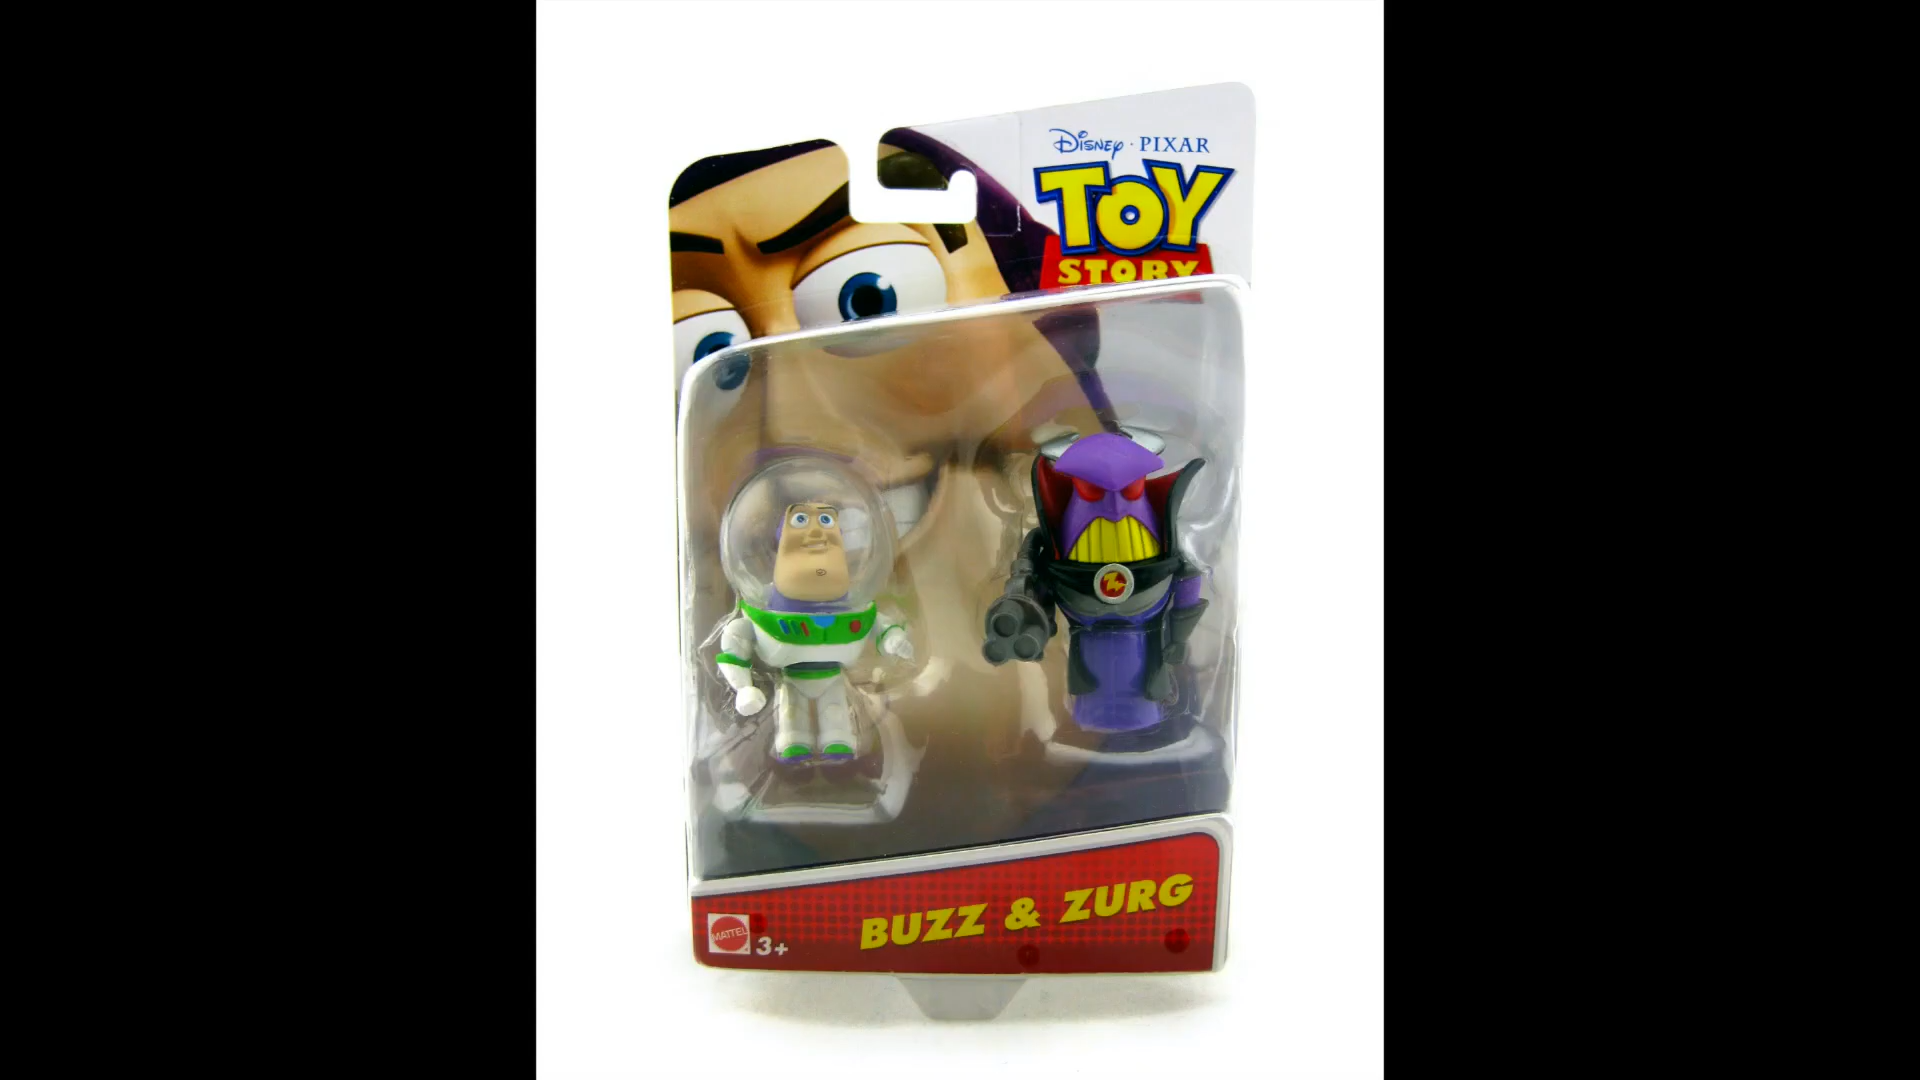 Disney · PIXAR
TOY
STORY
BUZZ & ZURG
MATTEL
3+